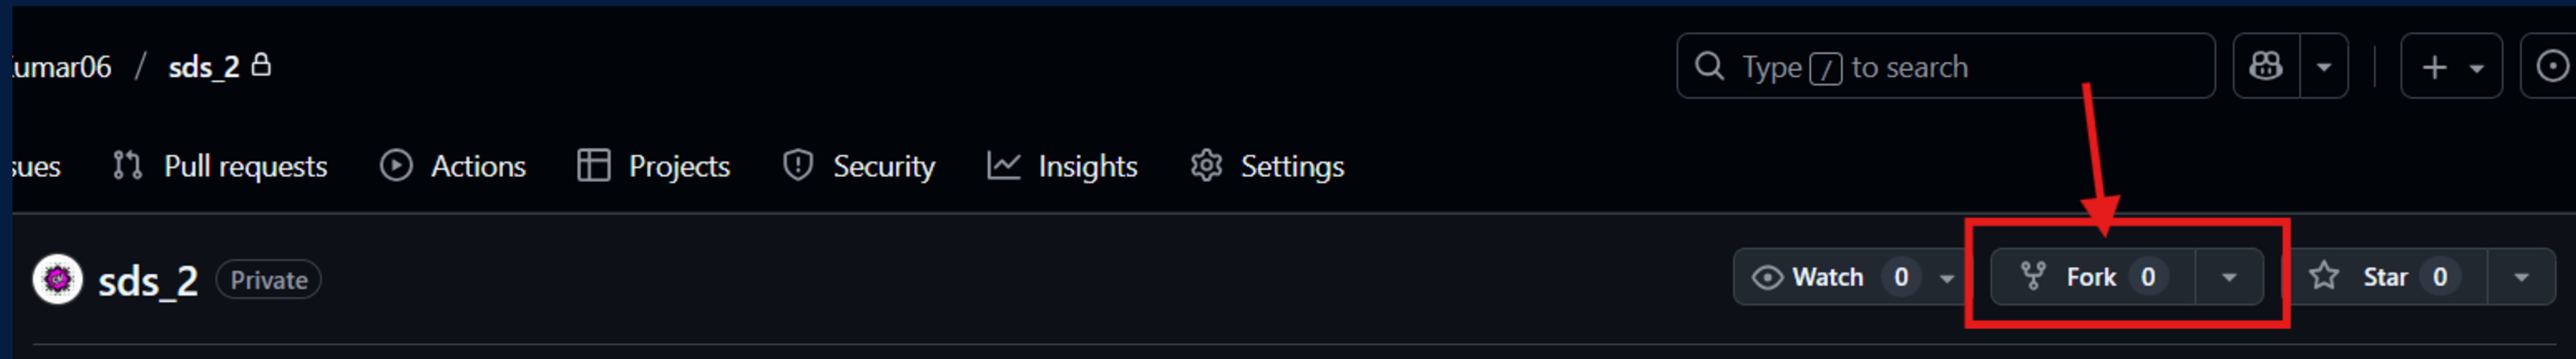 umar06 / sds_2
Type / to search
sues Pull requests Actions Projects Security Insights Settings
sds_2 Private
Watch 0 Fork 0 Star 0